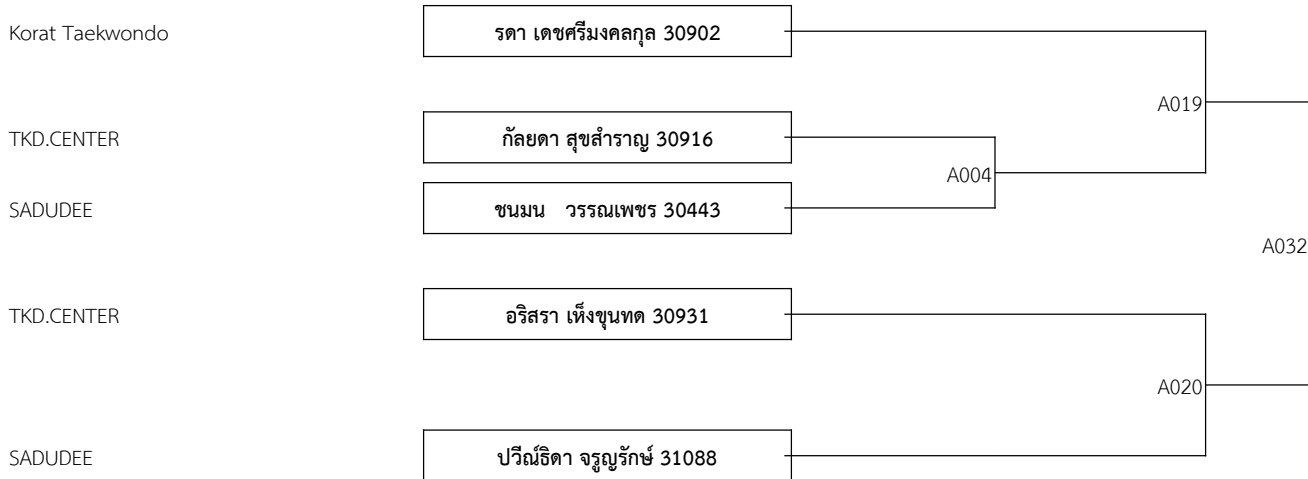 Korat Taekwondo
รดา เดชศรีมงคลกุล 30902
A019
TKD.CENTER
กัลยดา สุขสำราญ 30916
A004
SADUDEE
ชนมน วรรณเพชร 30443
A032
TKD.CENTER
อริสรา เห็งขุนทด 30931
A020
SADUDEE
ปวีณ์ธิดา จรูญรักษ์ 31088